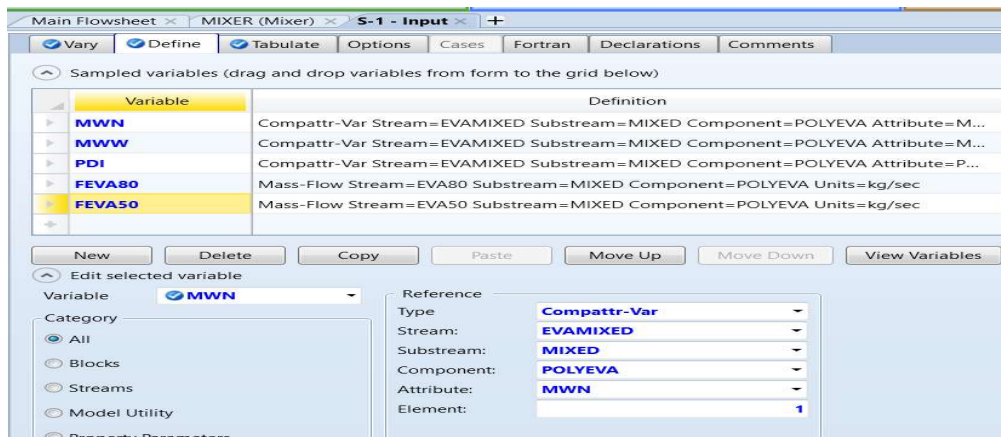 Main Flowsheet × MIXER (Mixer) × S-1 - Input × +
Vary Define Tabulate Options Cases Fortran Declarations Comments
Sampled variables (drag and drop variables from form to the grid below)
Variable Definition
MWN Compattr-Var Stream=EVAMIXED Substream=MIXED Component=POLYEVA Attribute=M...
MWW Compattr-Var Stream=EVAMIXED Substream=MIXED Component=POLYEVA Attribute=M...
PDI Compattr-Var Stream=EVAMIXED Substream=MIXED Component=POLYEVA Attribute=P...
FEVA80 Mass-Flow Stream=EVA80 Substream=MIXED Component=POLYEVA Units=kg/sec
FEVA50 Mass-Flow Stream=EVA50 Substream=MIXED Component=POLYEVA Units=kg/sec
New Delete Copy Paste Move Up Move Down View Variables
Edit selected variable
Variable MWN
Category
All
Blocks
Streams
Model Utility
Property Parameters
Reference
Type Compattr-Var
Stream: EVAMIXED
Substream: MIXED
Component: POLYEVA
Attribute: MWN
Element: 1